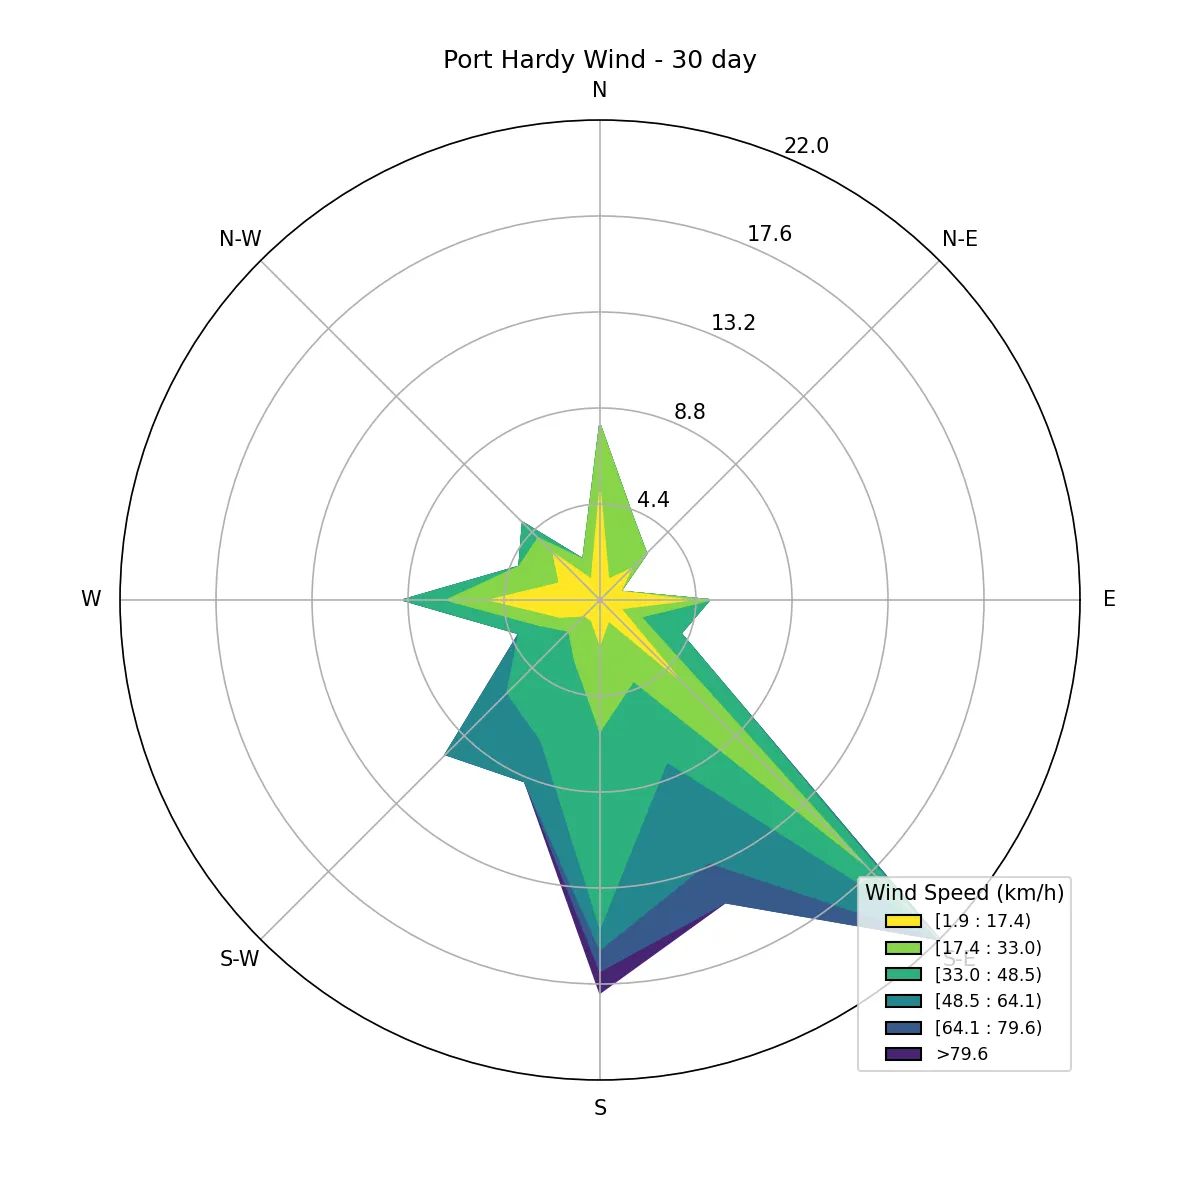 Port Hardy Wind - 30 day
N
22.0
17.6
N-W
N-E
13.2
8.8
4.4
W
E
Wind Speed (km/h)
[1.9 : 17.4)
[17.4 : 33.0)
S-W
S-E
[33.0 : 48.5)
[48.5 : 64.1)
[64.1 : 79.6)
>79.6
S